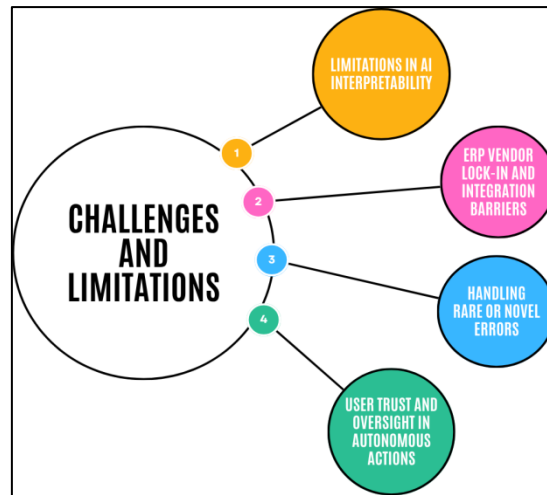 CHALLENGES
AND
LIMITATIONS
1
LIMITATIONS IN AI
INTERPRETABILITY
2
ERP VENDOR
LOCK-IN AND
INTEGRATION
BARRIERS
3
HANDLING
RARE OR NOVEL
ERRORS
4
USER TRUST AND
OVERSIGHT IN
AUTONOMOUS
ACTIONS